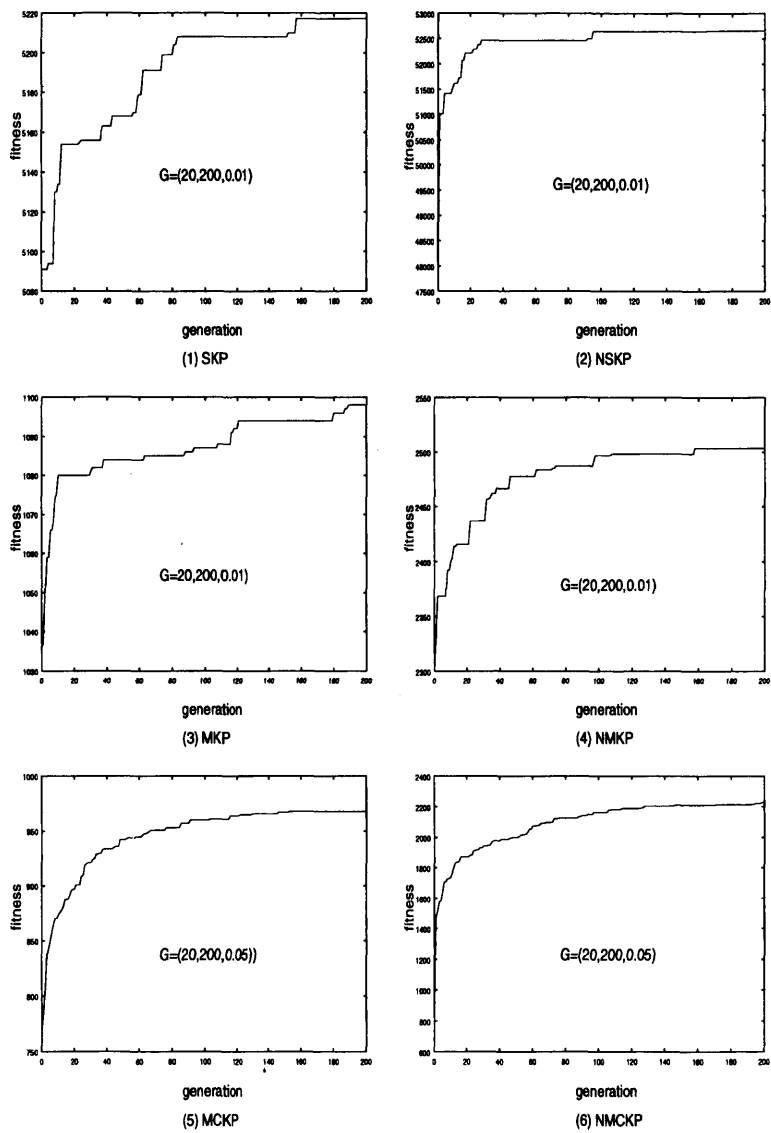 5220
5200
5180
5160
5140
5120
5100
5080
fitness
G=(20,200,0.01)
0 20 40 60 80 100 120 140 160 180 200
generation
(1) SKP
53000
52500
52000
51500
51000
50500
50000
49500
49000
48500
48000
47500
fitness
G=(20,200,0.01)
0 20 40 60 80 100 120 140 160 180 200
generation
(2) NSKP
1100
1090
1080
1070
1060
1050
1040
1030
fitness
G=20,200,0.01)
0 20 40 60 80 100 120 140 160 180 200
generation
(3) MKP
2550
2500
2450
2400
2350
2300
fitness
G=(20,200,0.01)
0 20 40 60 80 100 120 140 160 180 200
generation
(4) NMKP
1000
950
900
850
800
750
fitness
G=(20,200,0.05))
0 20 40 60 80 100 120 140 160 180 200
generation
(5) MCKP
2400
2200
2000
1800
1600
1400
1200
1000
800
600
fitness
G=(20,200,0.05)
0 20 40 60 80 100 120 140 160 180 200
generation
(6) NMCKP